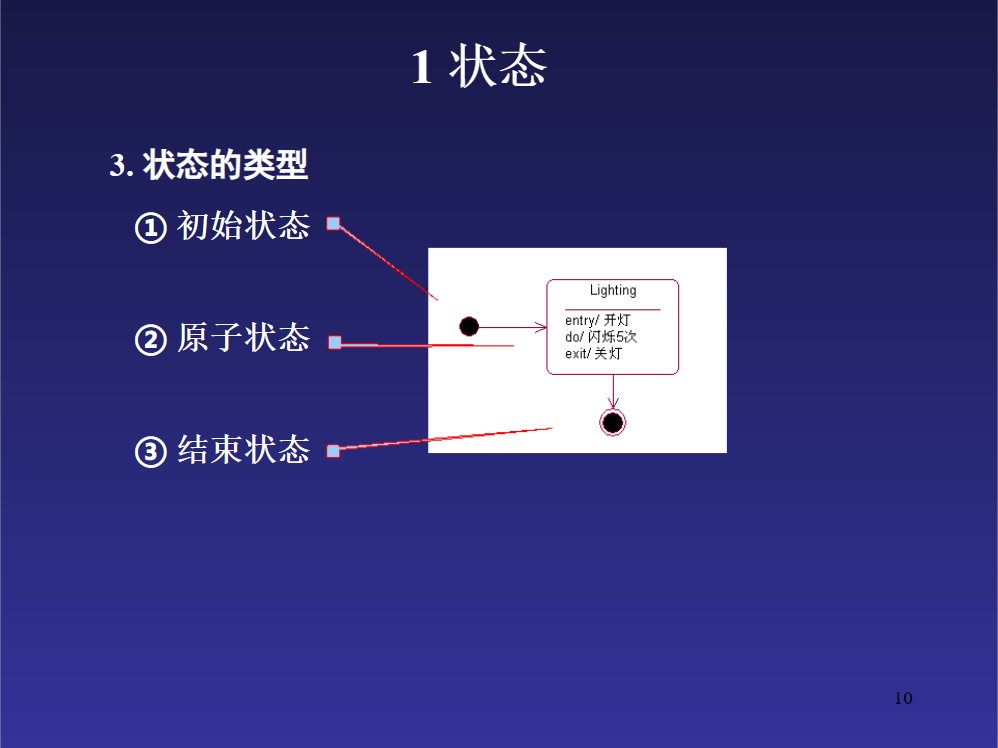 1 状态
3. 状态的类型
① 初始状态
② 原子状态
③ 结束状态
Lighting
entry/ 开灯
do/ 闪烁5次
exit/ 关灯
10